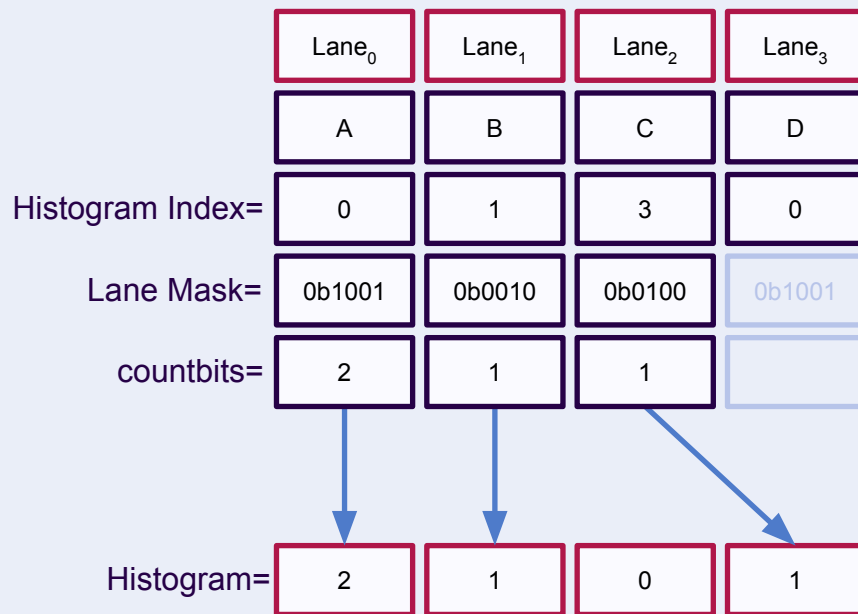 Lane₀ Lane₁ Lane₂ Lane₃
A B C D
Histogram Index= 0 1 3 0
Lane Mask= 0b1001 0b0010 0b0100 0b1001
countbits= 2 1 1
Histogram= 2 1 0 1